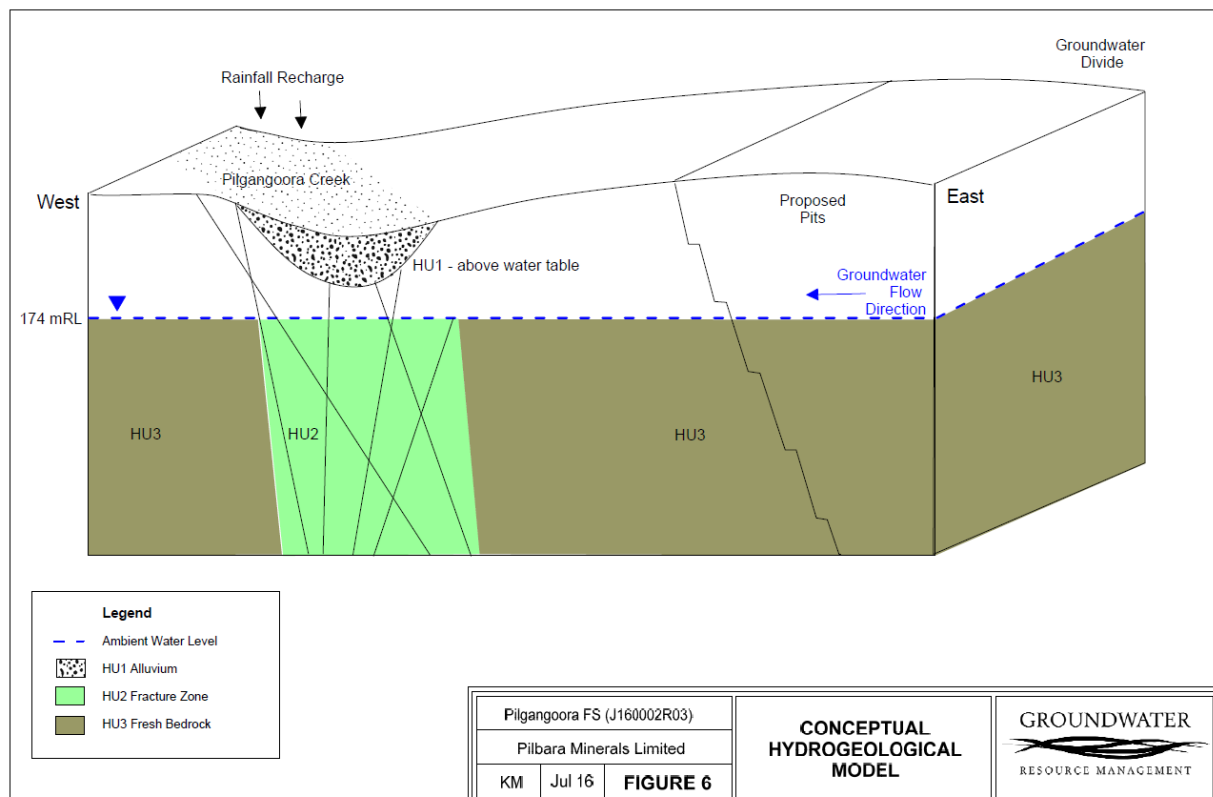 Groundwater
Divide
Rainfall Recharge
Pilgangoora Creek
West
East
Proposed
Pits
HU1 - above water table
Groundwater
Flow
Direction
174 mRL
HU3
HU2
HU3
HU3
Legend
Ambient Water Level
HU1 Alluvium
HU2 Fracture Zone
HU3 Fresh Bedrock
Pilgangoora FS (J160002R03)
Pilbara Minerals Limited
KM Jul 16 FIGURE 6
CONCEPTUAL
HYDROGEOLOGICAL
MODEL
GROUNDWATER
RESOURCE MANAGEMENT